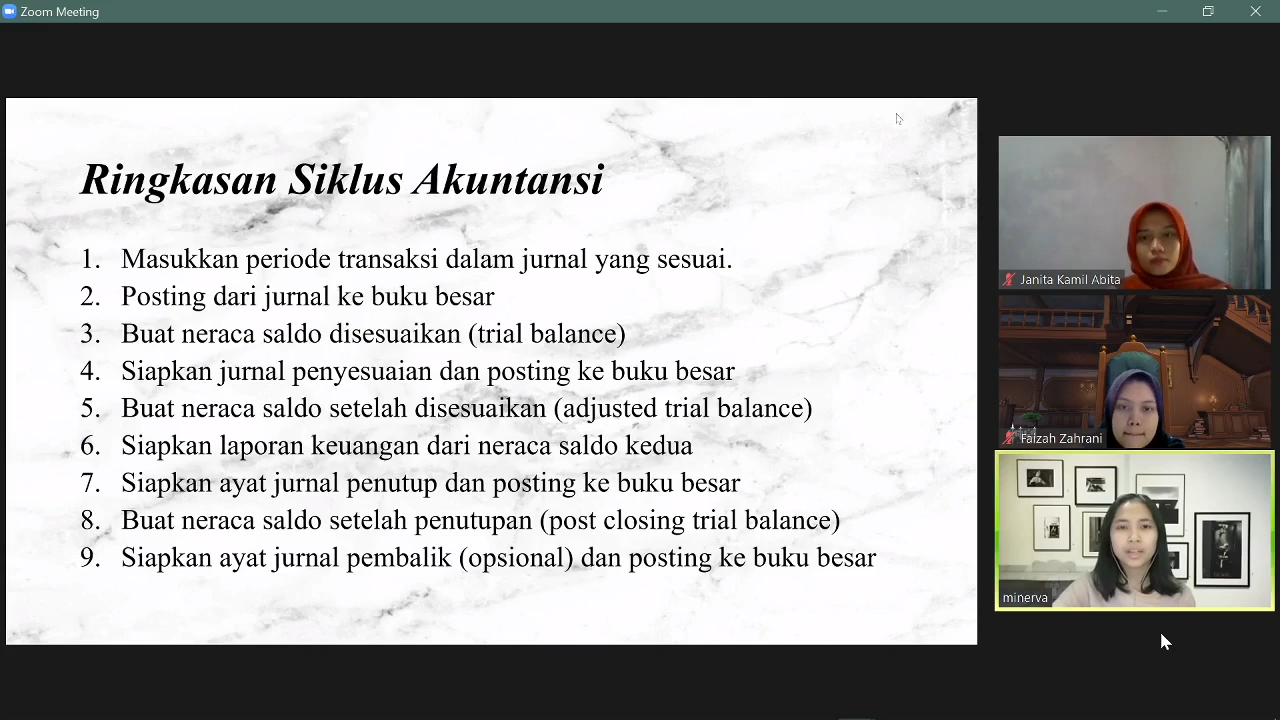 Zoom Meeting
Ringkasan Siklus Akuntansi
1. Masukkan periode transaksi dalam jurnal yang sesuai.
2. Posting dari jurnal ke buku besar
3. Buat neraca saldo disesuaikan (trial balance)
4. Siapkan jurnal penyesuaian dan posting ke buku besar
5. Buat neraca saldo setelah disesuaikan (adjusted trial balance)
6. Siapkan laporan keuangan dari neraca saldo kedua
7. Siapkan ayat jurnal penutup dan posting ke buku besar
8. Buat neraca saldo setelah penutupan (post closing trial balance)
9. Siapkan ayat jurnal pembalik (opsional) dan posting ke buku besar
Janita Kamil Abita
Faizah Zahrani
minerva